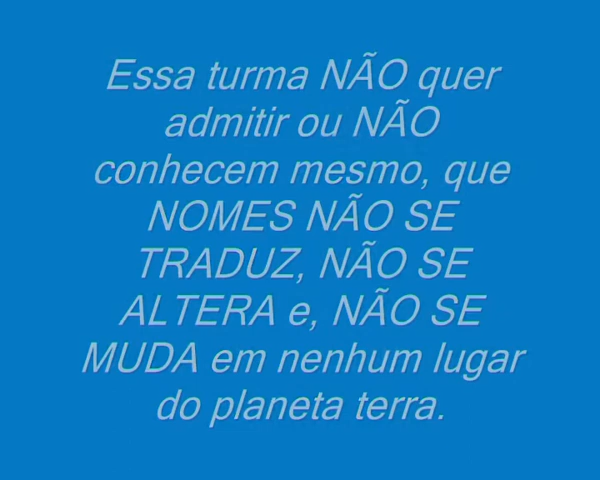 Essa turma NÃO quer
admitir ou NÃO
conhecem mesmo, que
NOMES NÃO SE
TRADUZ, NÃO SE
ALTERA e, NÃO SE
MUDA em nenhum lugar
do planeta terra.